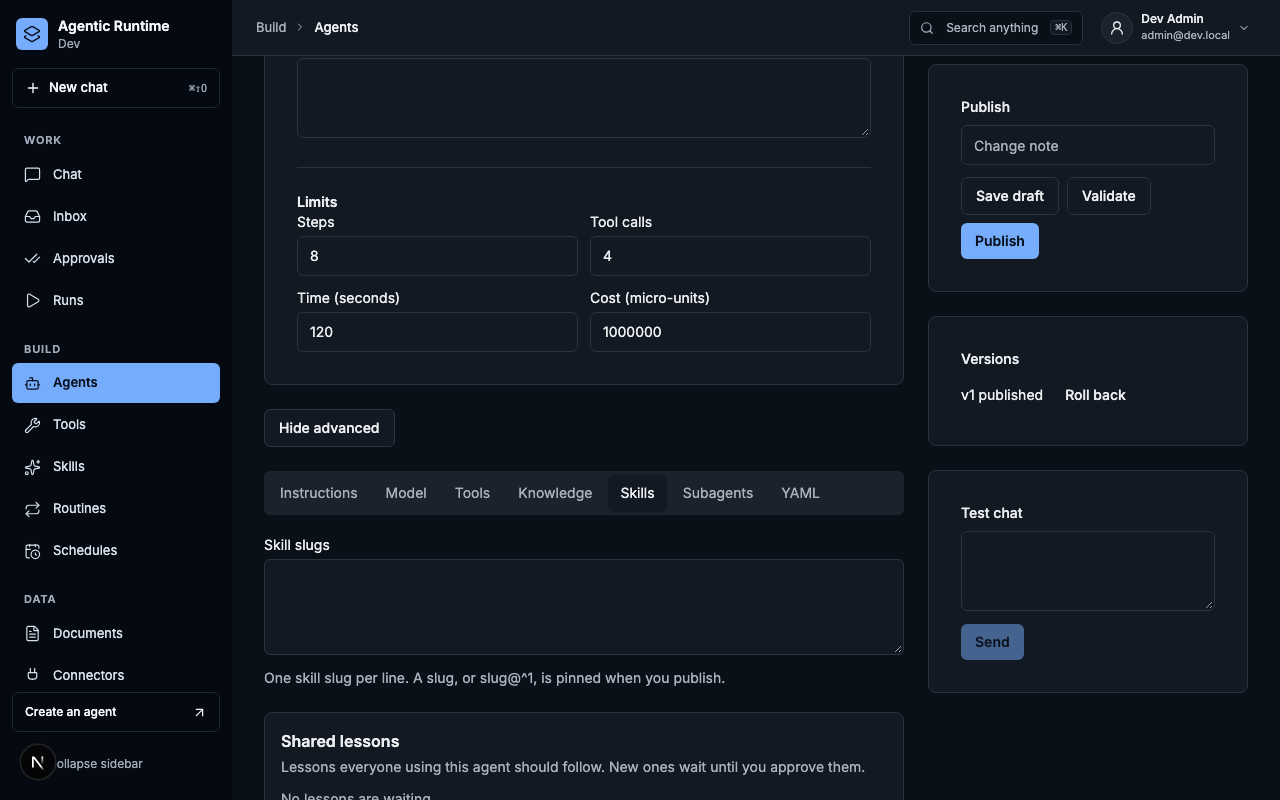 Agentic Runtime
Dev
New chat ⌘⇧O
WORK
Chat
Inbox
Approvals
Runs
BUILD
Agents
Tools
Skills
Routines
Schedules
DATA
Documents
Connectors
Create an agent
N
ollapse sidebar
Build > Agents
Search anything ⌘K
Dev Admin
admin@dev.local
Limits
Steps
Tool calls
8
4
Time (seconds)
Cost (micro-units)
120
1000000
Hide advanced
Instructions Model Tools Knowledge Skills Subagents YAML
Skill slugs
One skill slug per line. A slug, or slug@^1, is pinned when you publish.
Shared lessons
Lessons everyone using this agent should follow. New ones wait until you approve them.
No lessons are waiting
Publish
Change note
Save draft Validate
Publish
Versions
v1 published Roll back
Test chat
Send